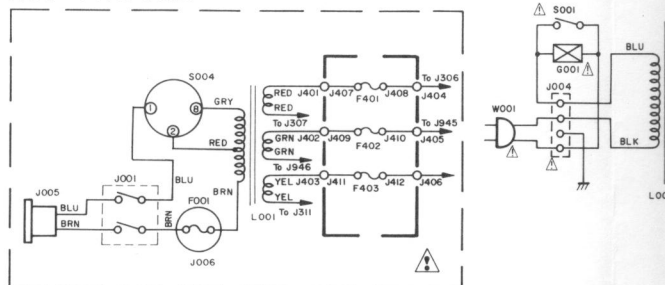 S001
BLU
G001
S004
To J306
J004
1
8
GRY
RED
J401
J407
J408
J404
F401
RED
To J307
To J945
W001
2
RED
GRN
J402
J409
J410
J405
F402
GRN
To J946
BLK
J001
BLU
YEL
J403
J411
J412
J406
F403
J005
BLU
F001
BRN
YEL
L001
To J311
BRN
BRN
J006
L00